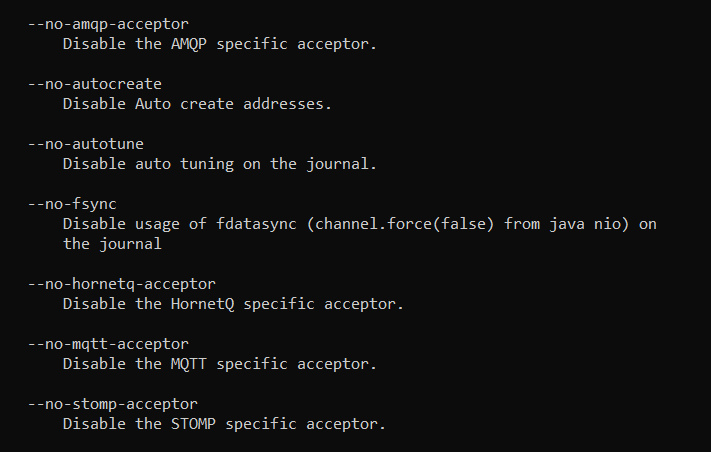 --no-amqp-acceptor
Disable the AMQP specific acceptor.
--no-autocreate
Disable Auto create addresses.
--no-autotune
Disable auto tuning on the journal.
--no-fsync
Disable usage of fdatasync (channel.force(false) from java nio) on
the journal
--no-hornetq-acceptor
Disable the HornetQ specific acceptor.
--no-mqtt-acceptor
Disable the MQTT specific acceptor.
--no-stomp-acceptor
Disable the STOMP specific acceptor.